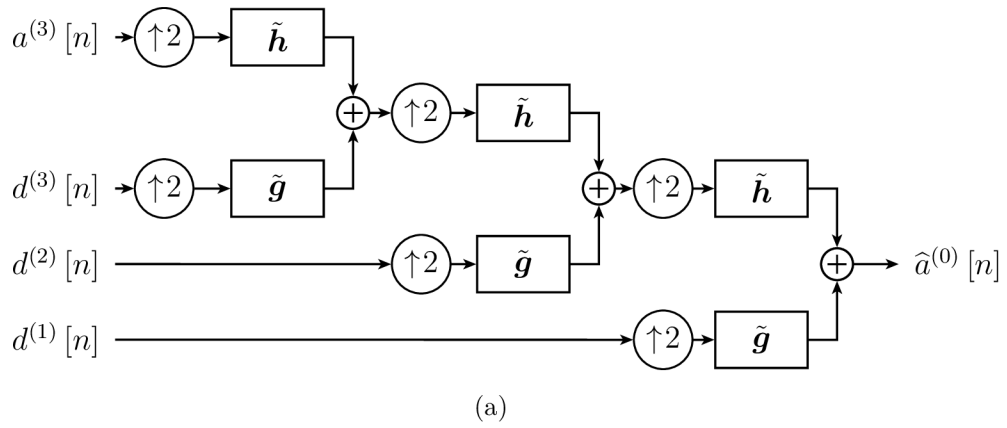 a⁽³⁾ [n] ↑2 h̃
↑2 h̃
d⁽³⁾ [n] ↑2 g̃ ↑2 h̃
d⁽²⁾ [n] ↑2 g̃ â⁽⁰⁾ [n]
d⁽¹⁾ [n] ↑2 g̃
(a)